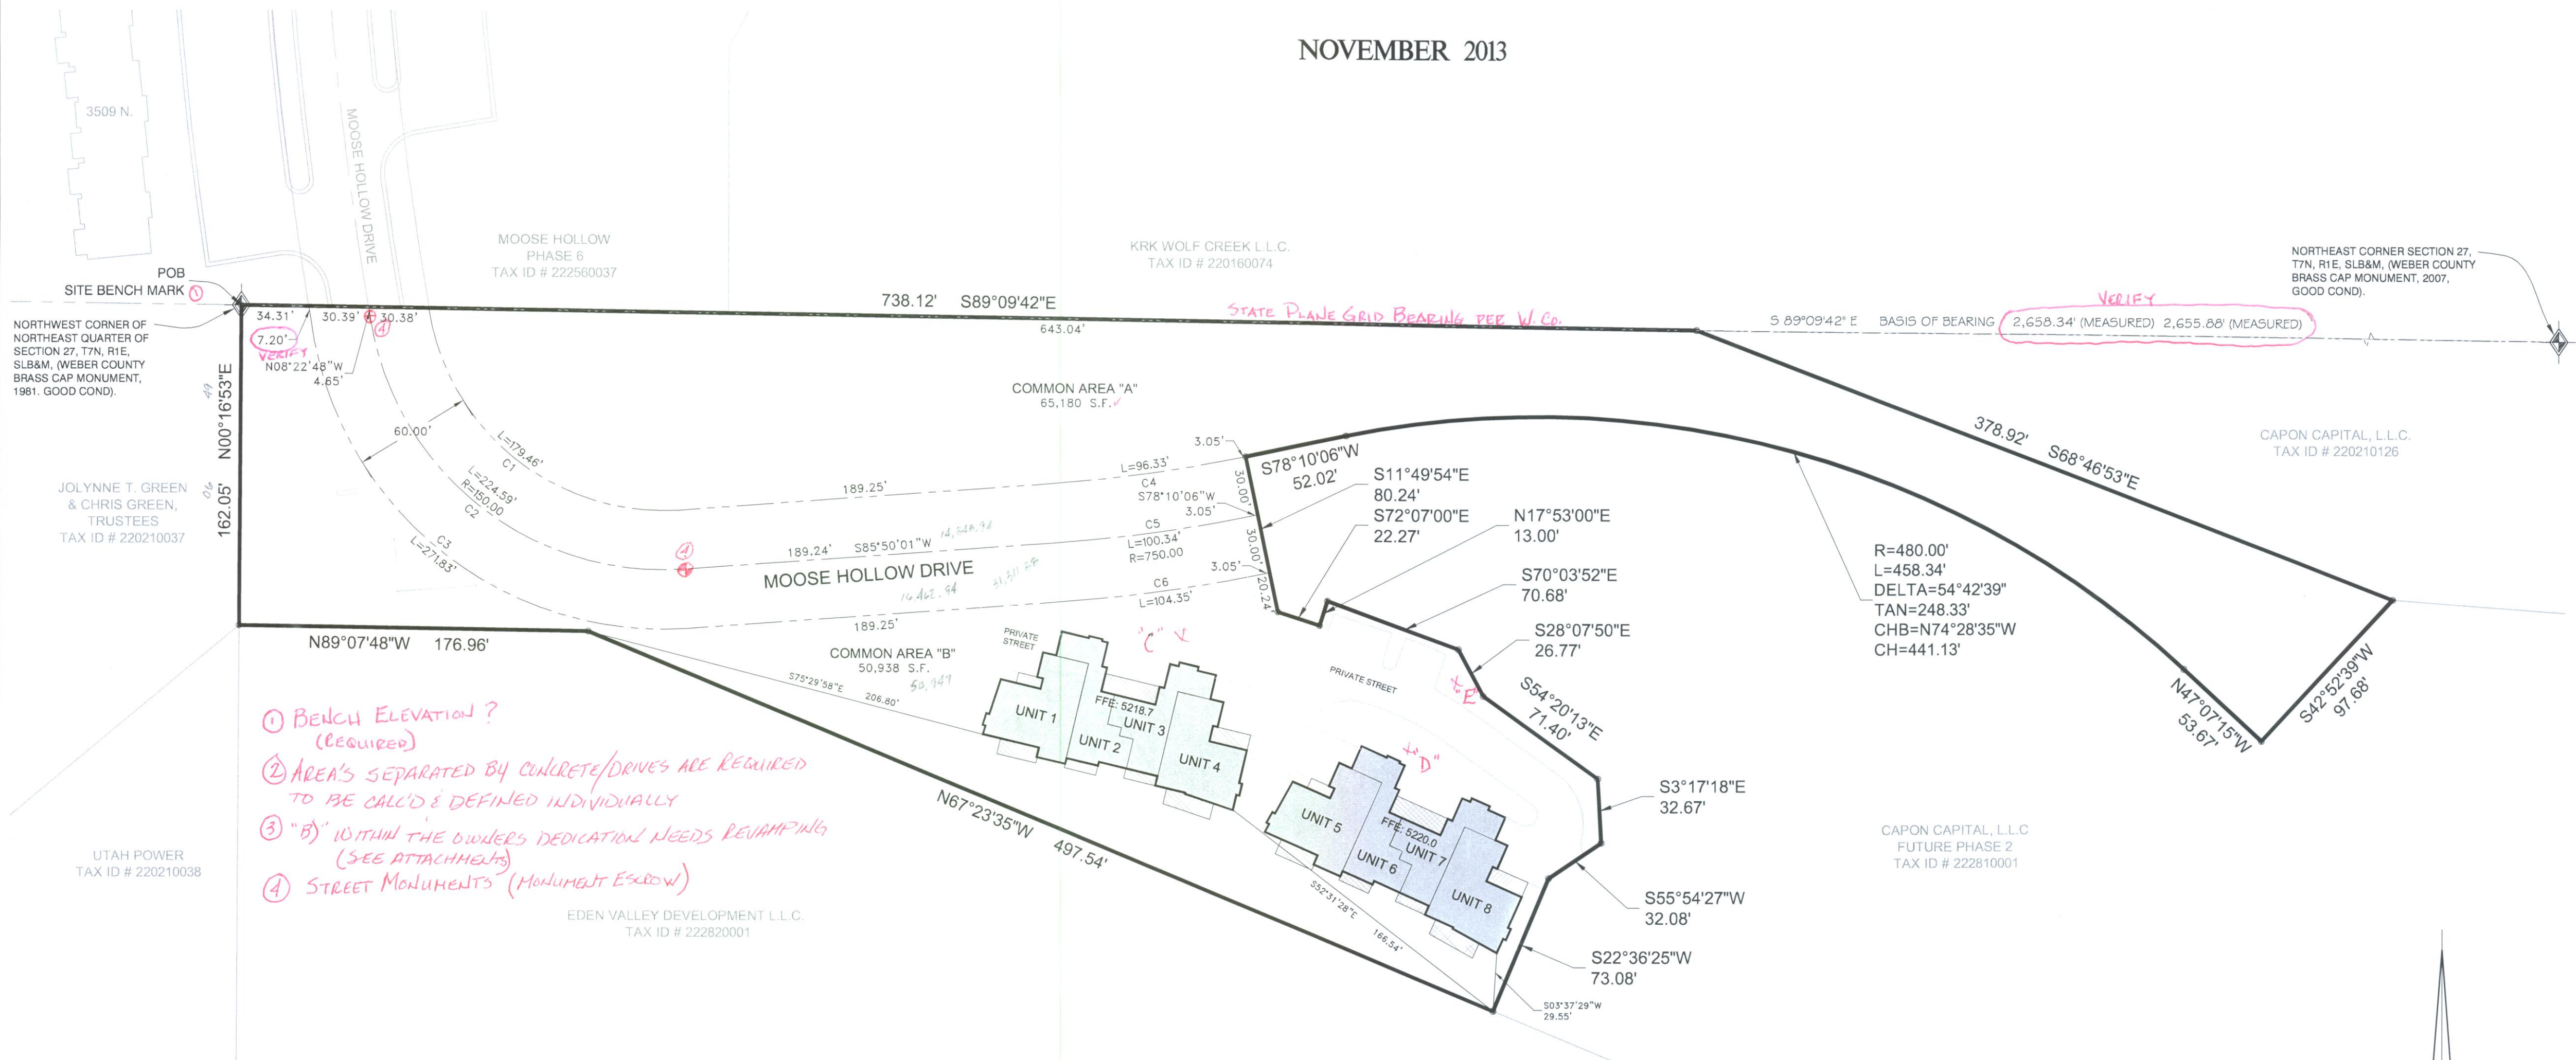 NOVEMBER 2013
3509 N.
MOOSE HOLLOW DRIVE
MOOSE HOLLOW
PHASE 6
TAX ID # 222560037
KRK WOLF CREEK L.L.C.
TAX ID # 220160074
NORTHEAST CORNER SECTION 27,
T7N, R1E, SLB&M, (WEBER COUNTY
BRASS CAP MONUMENT, 2007,
GOOD COND).
POB
SITE BENCH MARK ①
NORTHWEST CORNER OF
NORTHEAST QUARTER OF
SECTION 27, T7N, R1E,
SLB&M, (WEBER COUNTY
BRASS CAP MONUMENT,
1981. GOOD COND).
738.12' S89°09'42"E
643.04'
STATE PLANE GRID BEARING PER W. CO.
VERIFY
S 89°09'42" E BASIS OF BEARING 2,658.34' (MEASURED) 2,655.88' (MEASURED)
34.31'
30.39'
30.38'
④
7.20'
VERIFY
N08°22'48"W
4.65'
49
N00°16'53"E
162.05'
06
60.00'
L=179.46'
C1
L=224.59'
R=150.00
C2
C3
L=271.83'
COMMON AREA "A"
65,180 S.F.✓
JOLYNNE T. GREEN
& CHRIS GREEN,
TRUSTEES
TAX ID # 220210037
189.25'
L=96.33'
C4
3.05'
S78°10'06"W
3.05'
30.00'
30.00'
20.24'
S78°10'06"W
52.02'
S11°49'54"E
80.24'
S72°07'00"E
22.27'
N17°53'00"E
13.00'
S70°03'52"E
70.68'
S28°07'50"E
26.77'
S54°20'13"E
71.40'
378.92' S68°46'53"E
CAPON CAPITAL, L.L.C.
TAX ID # 220210126
R=480.00'
L=458.34'
DELTA=54°42'39"
TAN=248.33'
CHB=N74°28'35"W
CH=441.13'
④
189.24' S85°50'01"W
C5
L=100.34'
R=750.00
MOOSE HOLLOW DRIVE
16,462.94
3.05'
C6
L=104.35'
189.25'
N89°07'48"W 176.96'
COMMON AREA "B"
50,938 S.F.
50,949
S75°29'58"E
206.80'
PRIVATE
STREET
"C"
PRIVATE STREET
"E"
"D"
UNIT 1
UNIT 2
FFE: 5218.7
UNIT 3
UNIT 4
UNIT 5
UNIT 6
FFE: 5220.0
UNIT 7
UNIT 8
N47°07'15"W
53.67'
S42°52'39"W
97.68'
S3°17'18"E
32.67'
S55°54'27"W
32.08'
S22°36'25"W
73.08'
S03°37'29"W
29.55'
S52°31'28"E
166.54'
N67°23'35"W 497.54'
① BENCH ELEVATION ?
(REQUIRED)
② AREA'S SEPARATED BY CONCRETE/DRIVES ARE REQUIRED
TO BE CALL'D & DEFINED INDIVIDUALLY
③ "B)" WITHIN THE OWNERS DEDICATION NEEDS REVAMPING
(SEE ATTACHMENTS)
④ STREET MONUMENTS (MONUMENT ESCROW)
UTAH POWER
TAX ID # 220210038
EDEN VALLEY DEVELOPMENT L.L.C.
TAX ID # 222820001
CAPON CAPITAL, L.L.C
FUTURE PHASE 2
TAX ID # 222810001